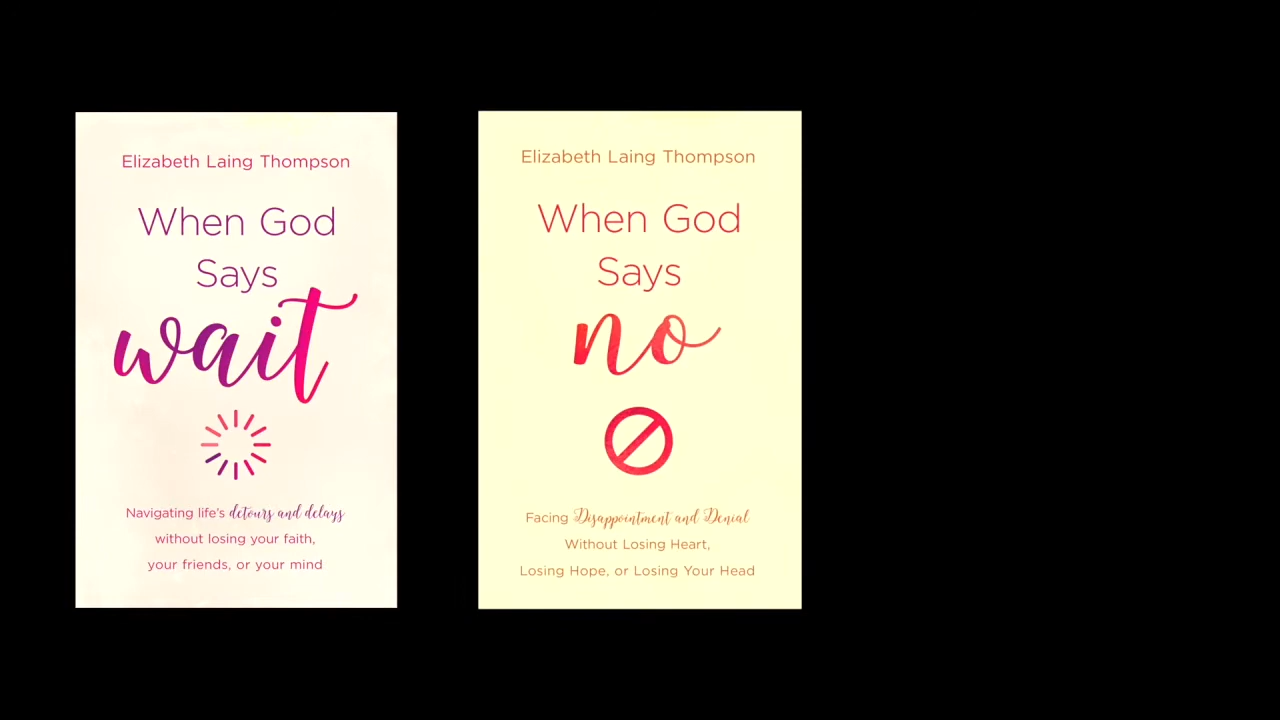 Elizabeth Laing Thompson
When God
Says
wait
Navigating life's detours and delays
without losing your faith,
your friends, or your mind
Elizabeth Laing Thompson
When God
Says
no
Facing Disappointment and Denial
Without Losing Heart,
Losing Hope, or Losing Your Head